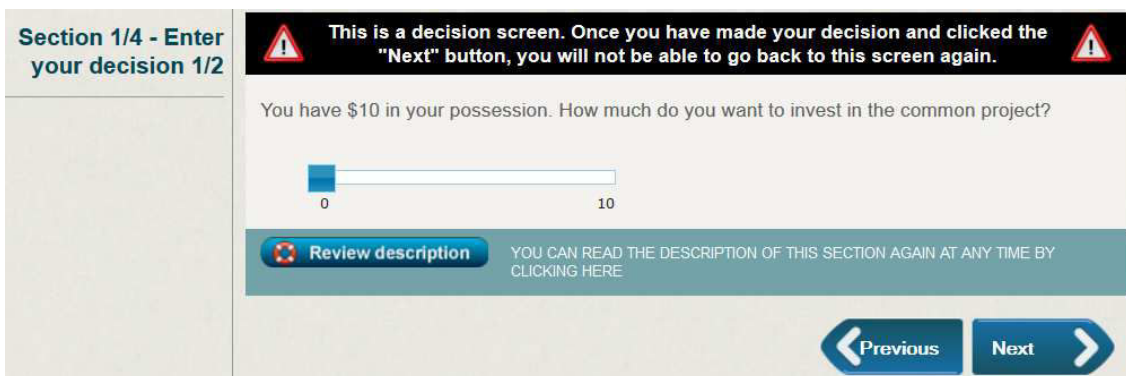 Section 1/4 - Enter
your decision 1/2
This is a decision screen. Once you have made your decision and clicked the
"Next" button, you will not be able to go back to this screen again.
You have $10 in your possession. How much do you want to invest in the common project?
0 10
Review description
YOU CAN READ THE DESCRIPTION OF THIS SECTION AGAIN AT ANY TIME BY
CLICKING HERE
Previous
Next